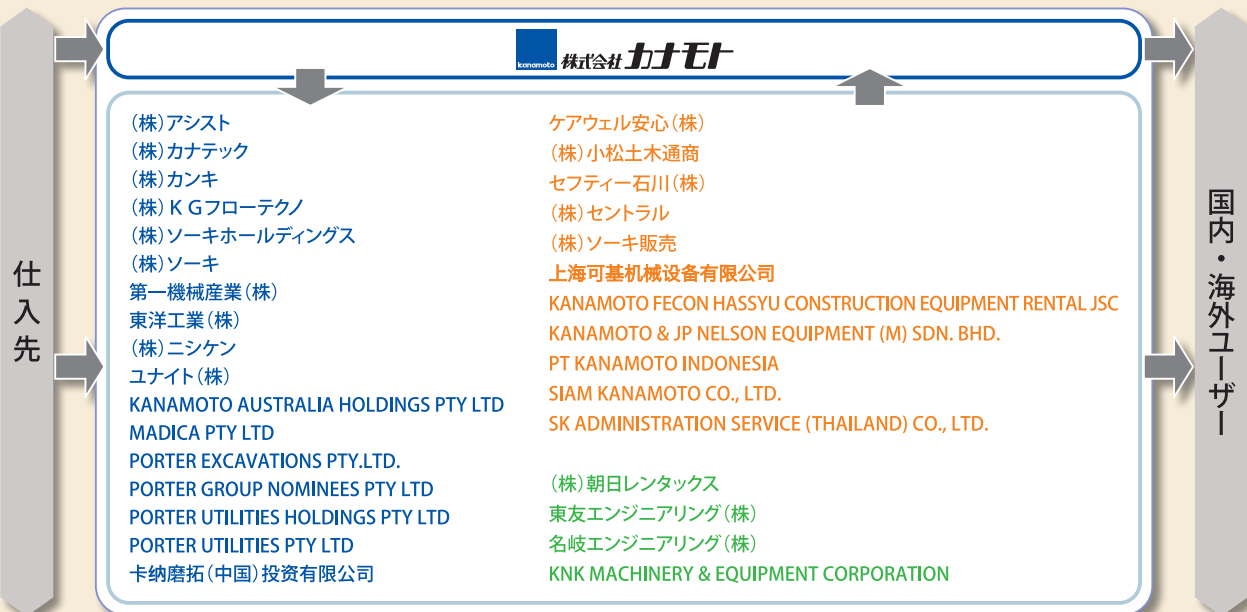 仕入先
kanamoto
株式会社カナモト
(株)アシスト
(株)カナテック
(株)カンキ
(株)KGフローテクノ
(株)ソーキホールディングス
(株)ソーキ
第一機械産業(株)
東洋工業(株)
(株)ニシケン
ユナイト(株)
KANAMOTO AUSTRALIA HOLDINGS PTY LTD
MADICA PTY LTD
PORTER EXCAVATIONS PTY.LTD.
PORTER GROUP NOMINEES PTY LTD
PORTER UTILITIES HOLDINGS PTY LTD
PORTER UTILITIES PTY LTD
卡纳磨拓(中国)投资有限公司
ケアウェル安心(株)
(株)小松土木通商
セフティー石川(株)
(株)セントラル
(株)ソーキ販売
上海可基机械设备有限公司
KANAMOTO FECON HASSYU CONSTRUCTION EQUIPMENT RENTAL JSC
KANAMOTO & JP NELSON EQUIPMENT (M) SDN. BHD.
PT KANAMOTO INDONESIA
SIAM KANAMOTO CO., LTD.
SK ADMINISTRATION SERVICE (THAILAND) CO., LTD.
(株)朝日レンタックス
東友エンジニアリング(株)
名岐エンジニアリング(株)
KNK MACHINERY & EQUIPMENT CORPORATION
国内・海外ユーザー